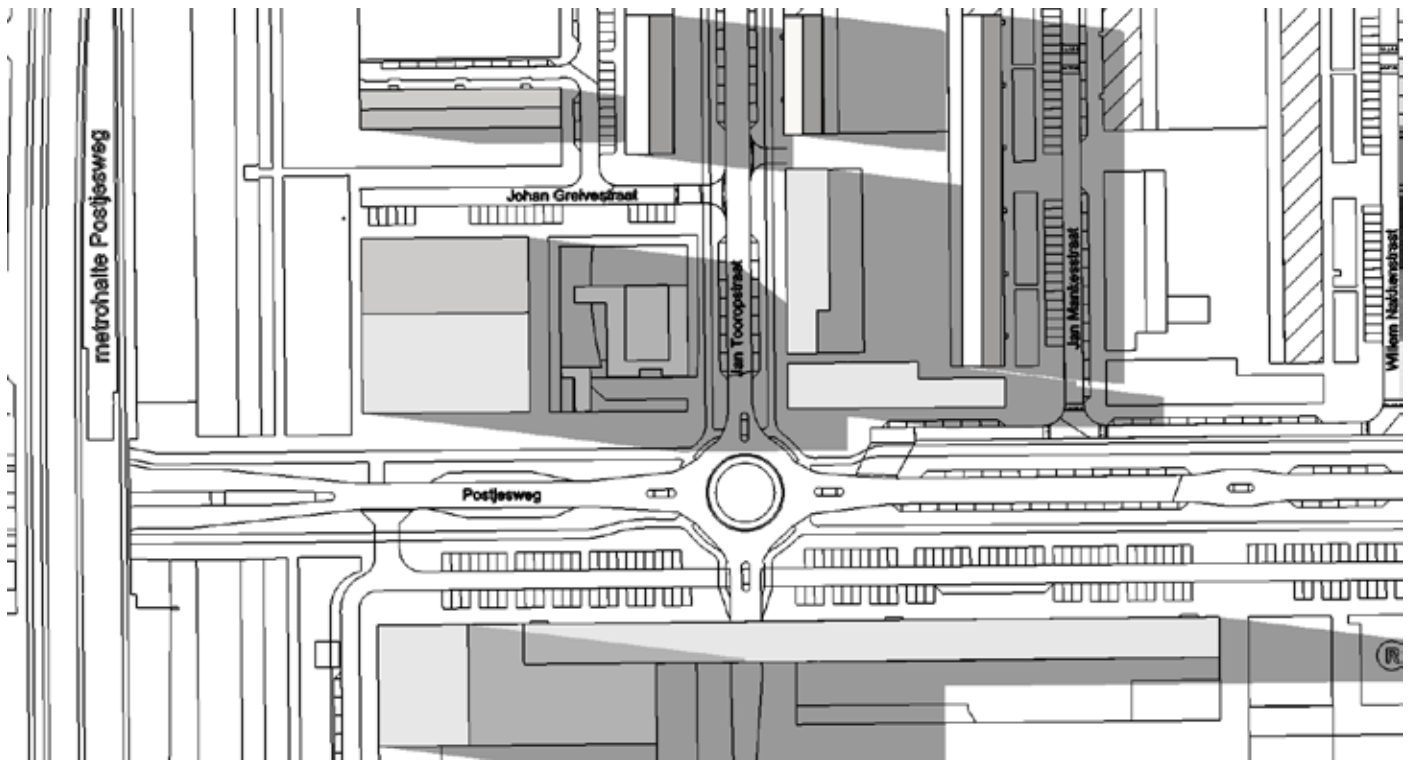 metrohalte Postjesweg
Johan Greivestraat
Jan Tooropstraat
Jan Mankesstraat
Willem Nakkenstraat
Postjesweg
R